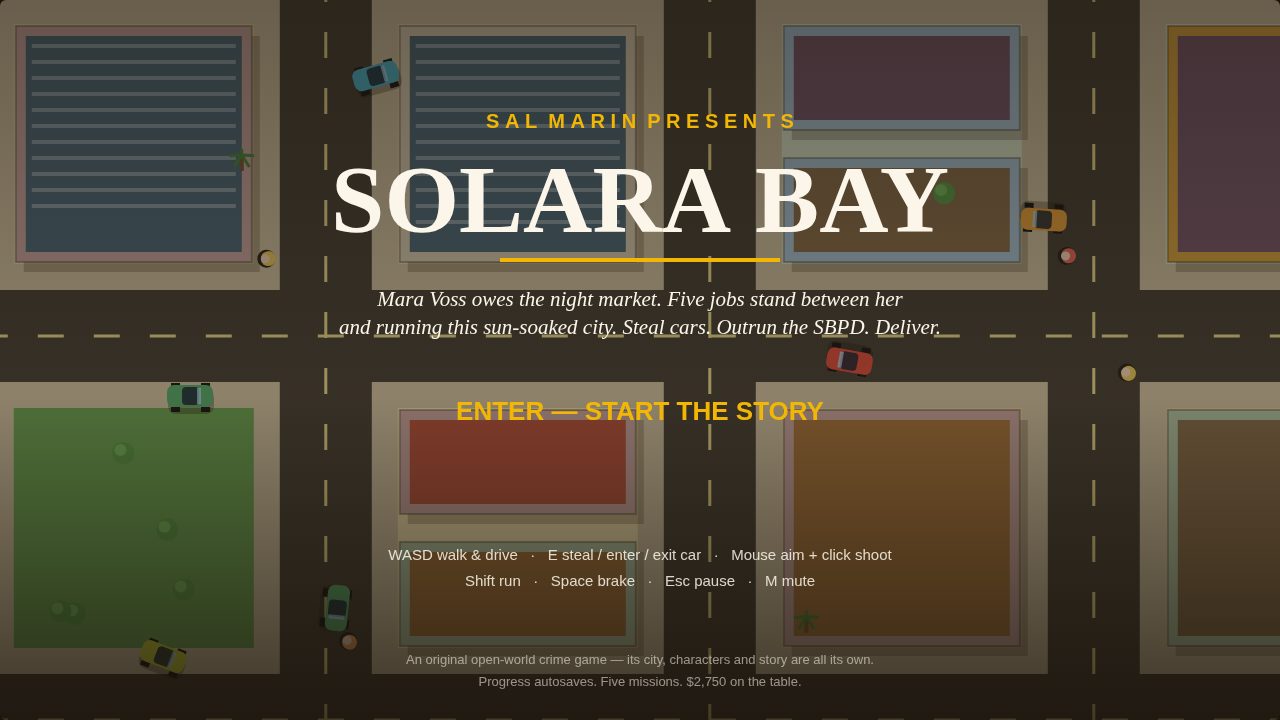 SAL MARIN PRESENTS
SOLARA BAY
Mara Voss owes the night market. Five jobs stand between her
and running this sun-soaked city. Steal cars. Outrun the SBPD. Deliver.
ENTER — START THE STORY
WASD walk & drive · E steal / enter / exit car · Mouse aim + click shoot
Shift run · Space brake · Esc pause · M mute
An original open-world crime game — its city, characters and story are all its own.
Progress autosaves. Five missions. $2,750 on the table.